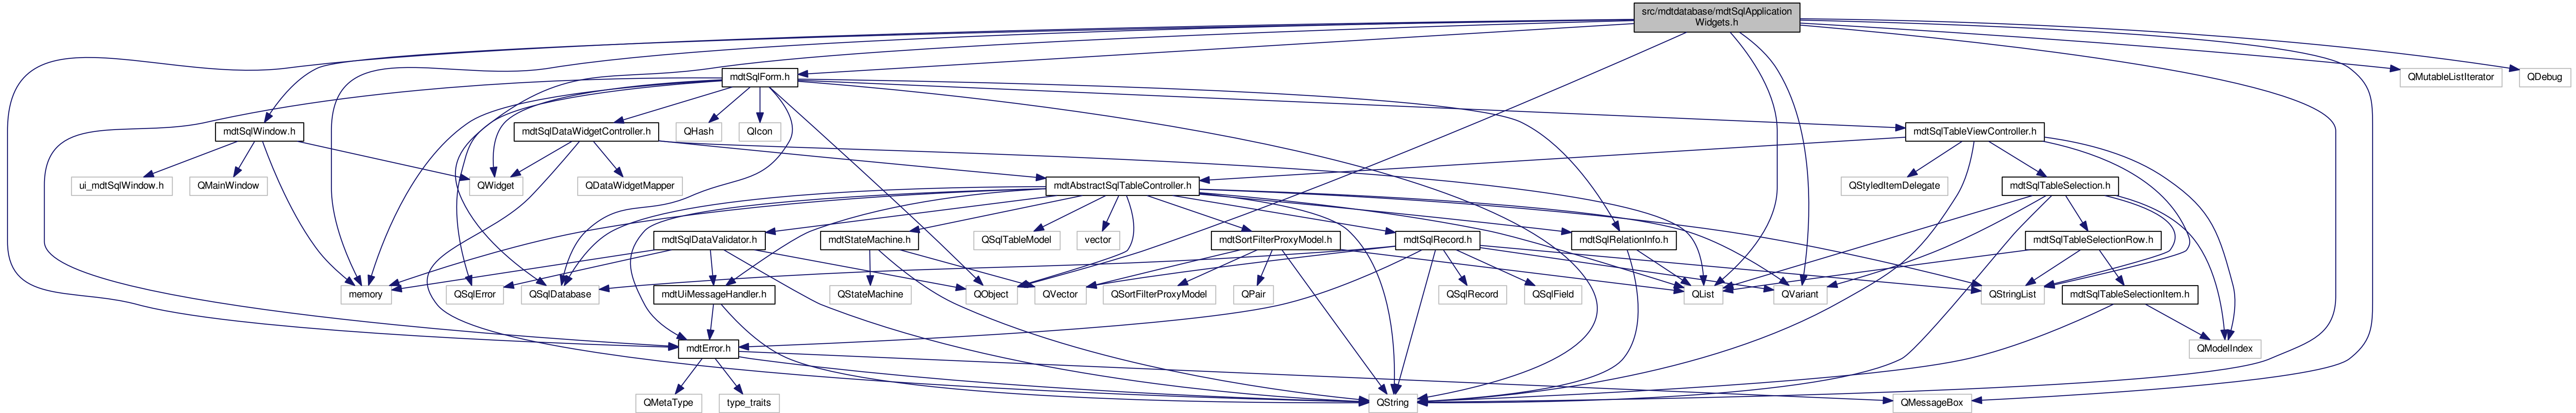 src/mdtdatabase/mdtSqlApplication
Widgets.h
mdtSqlForm.h
QMutableListIterator
QDebug
mdtSqlWindow.h
mdtSqlDataWidgetController.h
QHash
QIcon
mdtSqlTableViewController.h
ui_mdtSqlWindow.h
QMainWindow
QWidget
QDataWidgetMapper
mdtAbstractSqlTableController.h
QStyledItemDelegate
mdtSqlTableSelection.h
mdtSqlDataValidator.h
mdtStateMachine.h
QSqlTableModel
vector
mdtSortFilterProxyModel.h
mdtSqlRecord.h
mdtSqlRelationInfo.h
mdtSqlTableSelectionRow.h
memory
QSqlError
QSqlDatabase
mdtUiMessageHandler.h
QStateMachine
QObject
QVector
QSortFilterProxyModel
QPair
QSqlRecord
QSqlField
QList
QVariant
QStringList
mdtSqlTableSelectionItem.h
mdtError.h
QModelIndex
QMetaType
type_traits
QString
QMessageBox